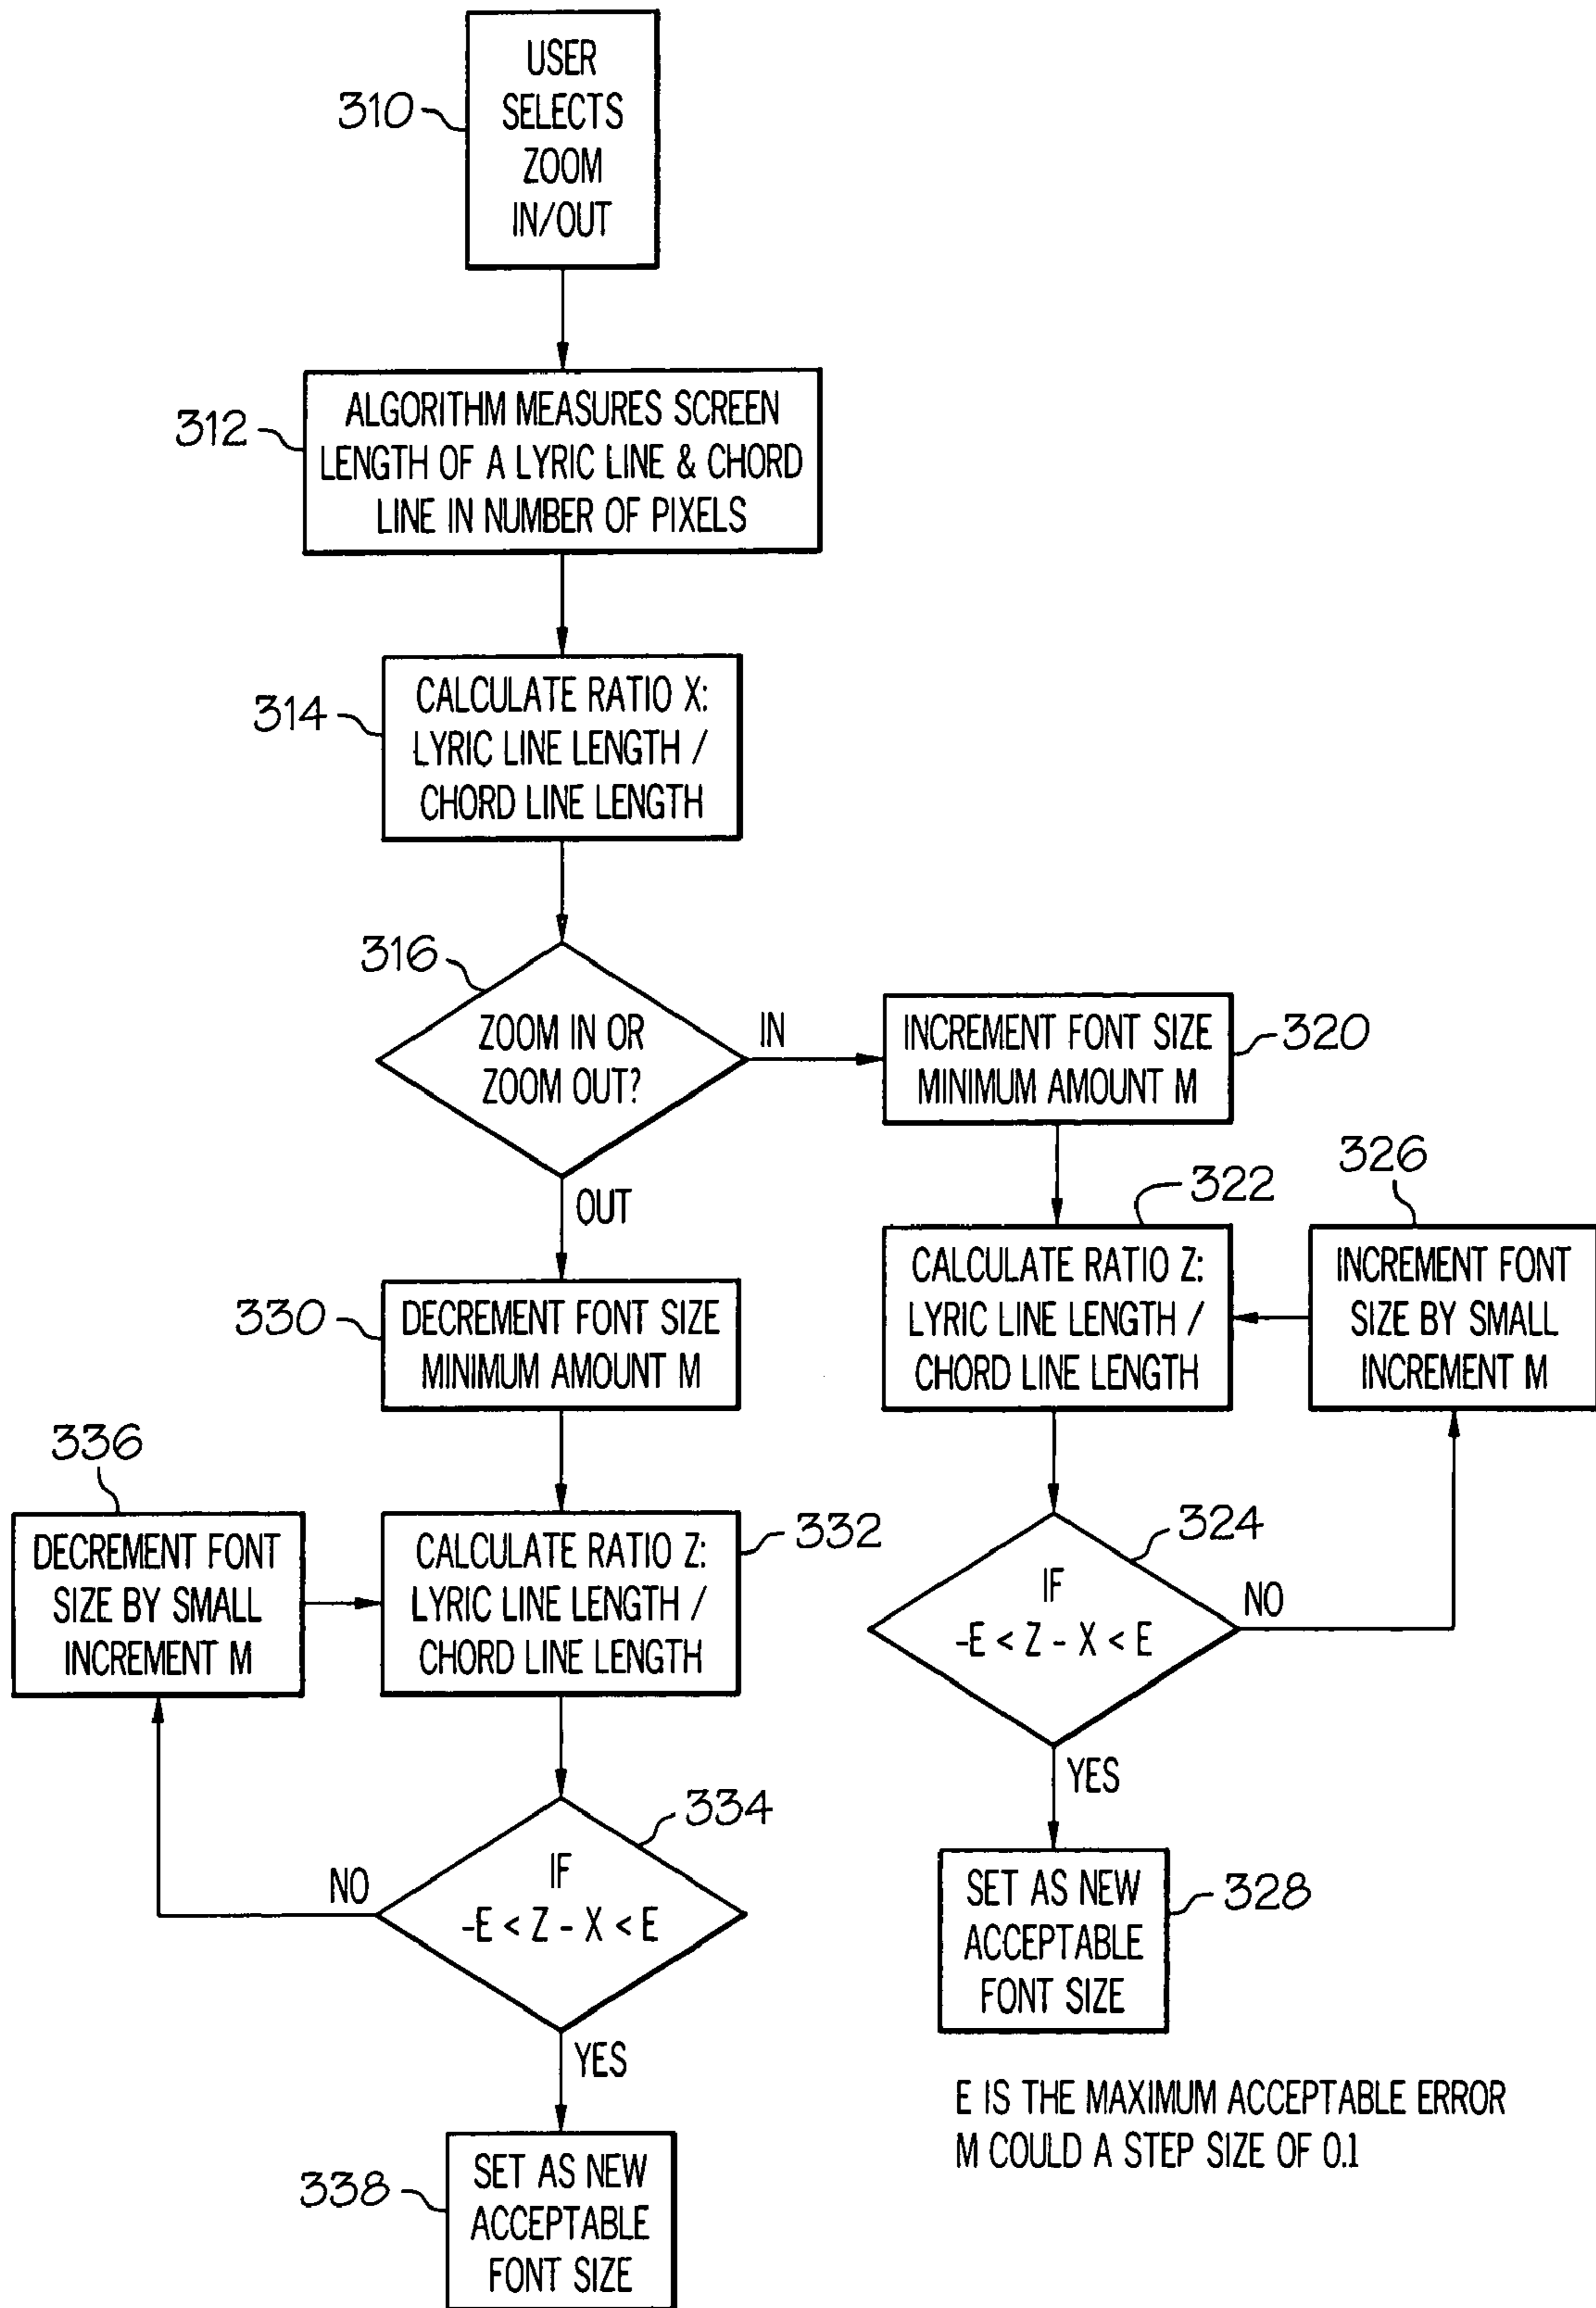 USER
SELECTS
ZOOM
IN/OUT
310
ALGORITHM MEASURES SCREEN
LENGTH OF A LYRIC LINE & CHORD
LINE IN NUMBER OF PIXELS
312
CALCULATE RATIO X:
LYRIC LINE LENGTH /
CHORD LINE LENGTH
314
316
ZOOM IN OR
ZOOM OUT?
IN
OUT
INCREMENT FONT SIZE
MINIMUM AMOUNT M
320
322
CALCULATE RATIO Z:
LYRIC LINE LENGTH /
CHORD LINE LENGTH
326
INCREMENT FONT
SIZE BY SMALL
INCREMENT M
324
IF
-E < Z - X < E
NO
YES
SET AS NEW
ACCEPTABLE
FONT SIZE
328
330
DECREMENT FONT SIZE
MINIMUM AMOUNT M
336
DECREMENT FONT
SIZE BY SMALL
INCREMENT M
CALCULATE RATIO Z:
LYRIC LINE LENGTH /
CHORD LINE LENGTH
332
334
IF
-E < Z - X < E
NO
YES
338
SET AS NEW
ACCEPTABLE
FONT SIZE
E IS THE MAXIMUM ACCEPTABLE ERROR
M COULD A STEP SIZE OF 0.1